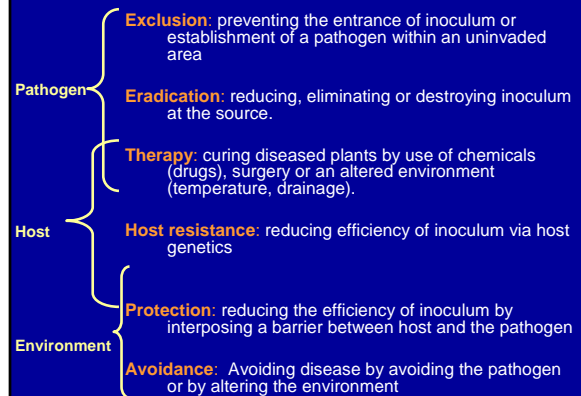 Exclusion: preventing the entrance of inoculum or
establishment of a pathogen within an uninvaded
area
Pathogen
Eradication: reducing, eliminating or destroying inoculum
at the source.
Therapy: curing diseased plants by use of chemicals
(drugs), surgery or an altered environment
(temperature, drainage).
Host
Host resistance: reducing efficiency of inoculum via host
genetics
Protection: reducing the efficiency of inoculum by
interposing a barrier between host and the pathogen
Environment
Avoidance: Avoiding disease by avoiding the pathogen
or by altering the environment